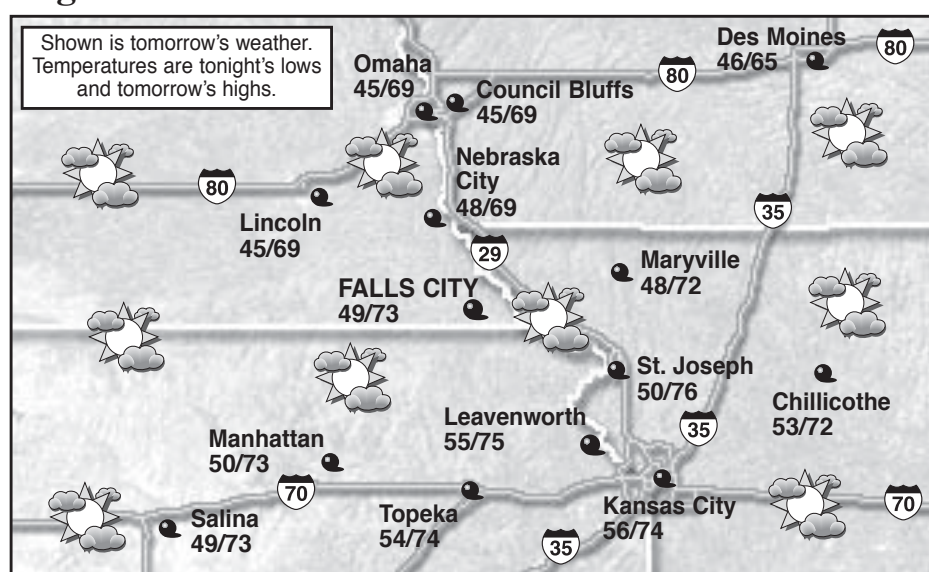 Shown is tomorrow's weather.
Temperatures are tonight's lows
and tomorrow's highs.
Des Moines
46/65
80
Omaha
45/69
80
Council Bluffs
45/69
Nebraska
City
48/69
80
Lincoln
45/69
35
29
Maryville
48/72
FALLS CITY
49/73
St. Joseph
50/76
Chillicothe
53/72
Leavenworth
55/75
35
Manhattan
50/73
70
Kansas City
56/74
70
Salina
49/73
Topeka
54/74
35